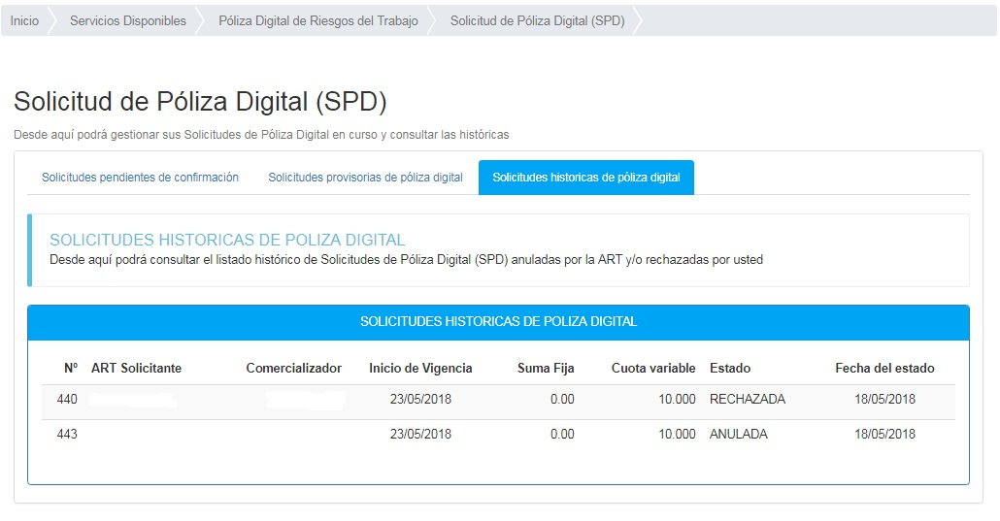 Inicio Servicios Disponibles Póliza Digital de Riesgos del Trabajo Solicitud de Póliza Digital (SPD)
Solicitud de Póliza Digital (SPD)
Desde aquí podrá gestionar sus Solicitudes de Póliza Digital en curso y consultar las históricas
Solicitudes pendientes de confirmación Solicitudes provisorias de póliza digital Solicitudes historicas de póliza digital
SOLICITUDES HISTORICAS DE POLIZA DIGITAL
Desde aquí podrá consultar el listado histórico de Solicitudes de Póliza Digital (SPD) anuladas por la ART y/o rechazadas por usted
SOLICITUDES HISTORICAS DE POLIZA DIGITAL
Nº ART Solicitante Comercializador Inicio de Vigencia Suma Fija Cuota variable Estado Fecha del estado
440 23/05/2018 0.00 10.000 RECHAZADA 18/05/2018
443 23/05/2018 0.00 10.000 ANULADA 18/05/2018